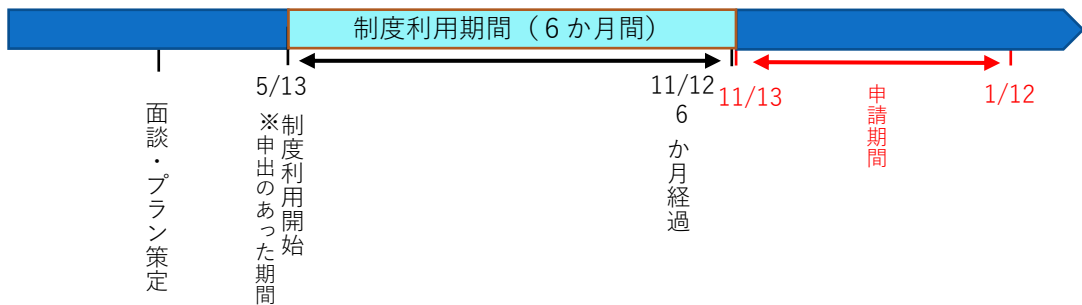 制度利用期間（６か月間）
5/13
11/12
11/13
1/12
面談・プラン策定
制度利用開始
※申出のあった期間
６か月経過
申請期間